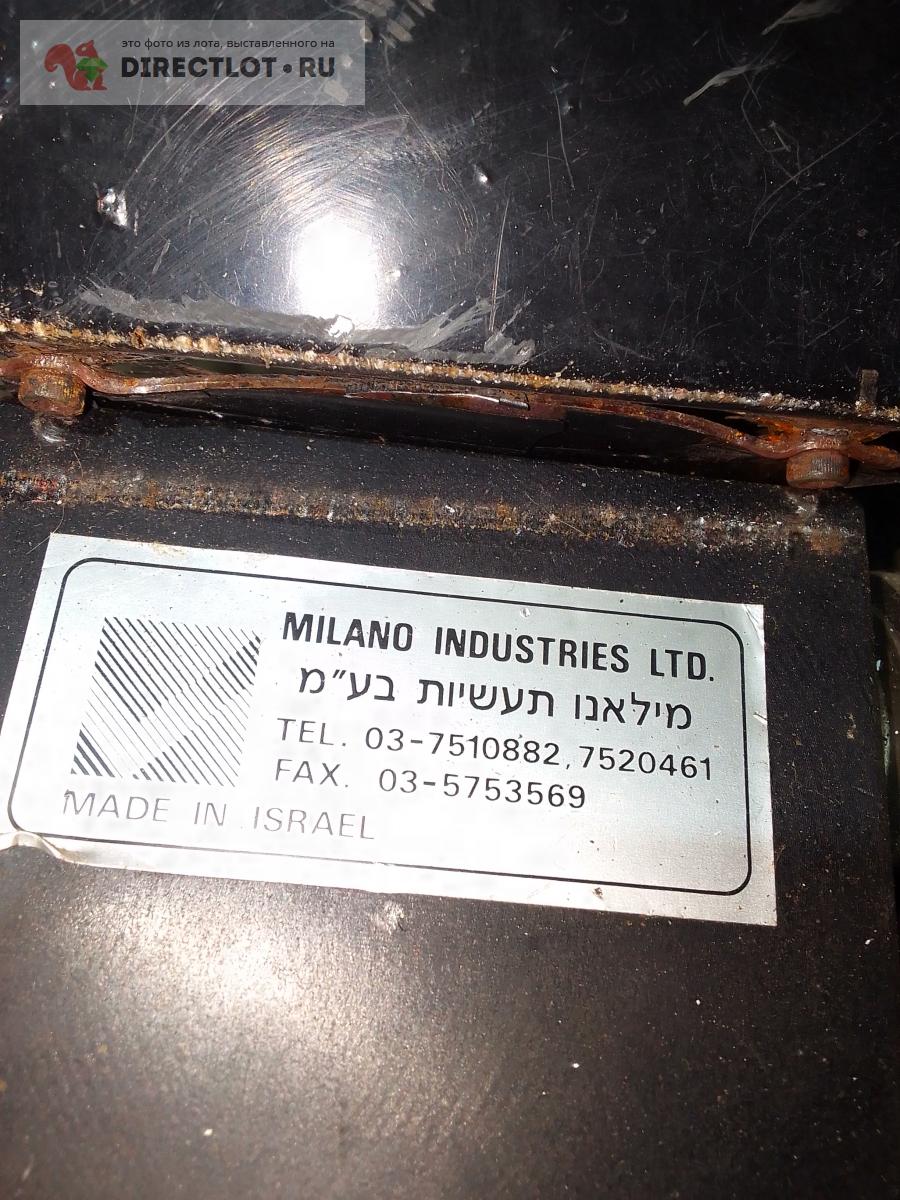 это фото из лота, выставленного на
DIRECTLOT.RU
MILANO INDUSTRIES LTD.
מילאנו תעשיות בע"מ
TEL. 03-7510882, 7520461
FAX. 03-5753569
MADE IN ISRAEL